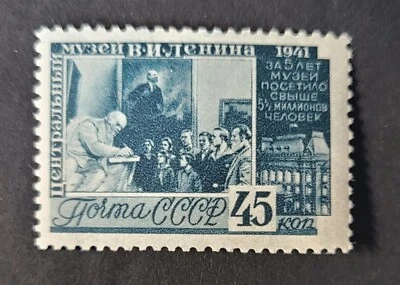 ЦЕНТРАЛЬНЫЙ
МУЗЕЙ В.И.ЛЕНИНА
1941
ЗА 5 ЛЕТ
МУЗЕЙ
ПОСЕТИЛО
СВЫШЕ
5½ МИЛЛИОНОВ
ЧЕЛОВЕК
Почта СССР
45
коп